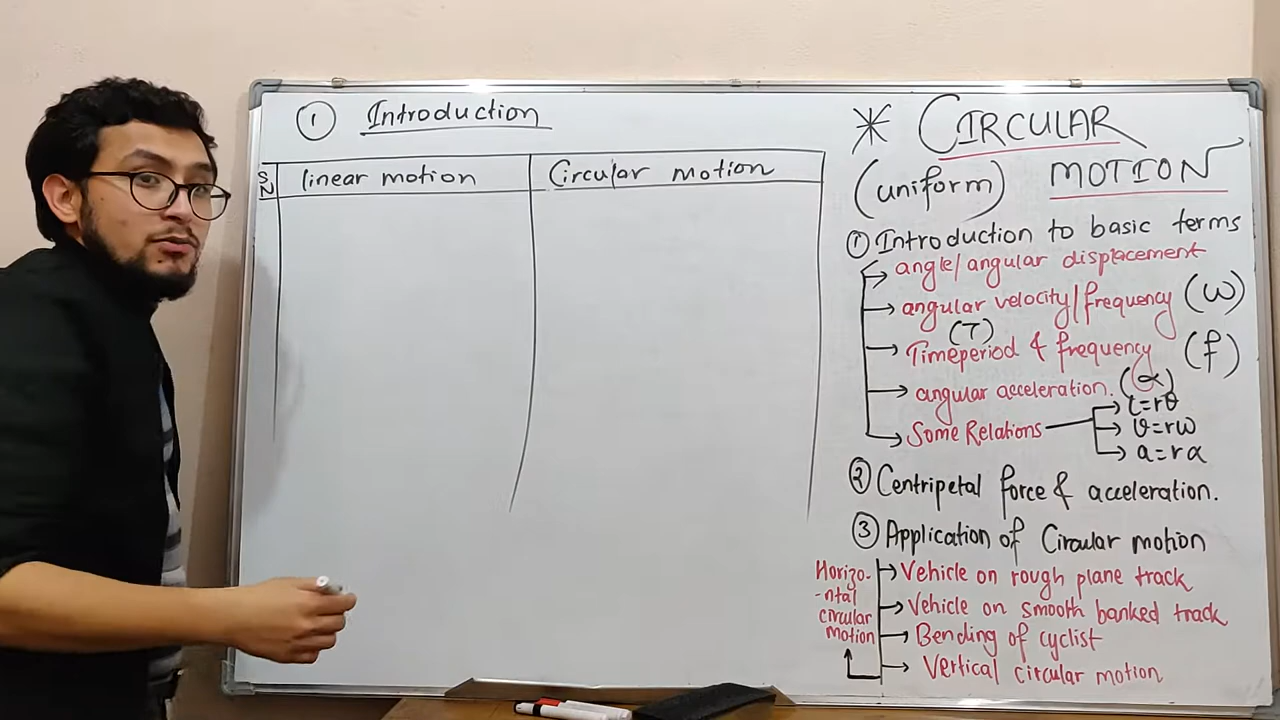 ① Introduction
SN linear motion Circular motion
* CIRCULAR
(uniform) MOTION
① Introduction to basic terms
→ angle/angular displacement
→ angular velocity/frequency (ω)
(T)
→ Timeperiod & frequency (f)
→ angular acceleration. (α)
→ Some Relations
→ l=rθ
→ v=rω
→ a=rα
② Centripetal force & acceleration.
③ Application of Circular motion
Horizo-
-ntal
circular
motion
→ Vehicle on rough plane track
→ Vehicle on smooth banked track
→ Bending of cyclist
→ Vertical circular motion